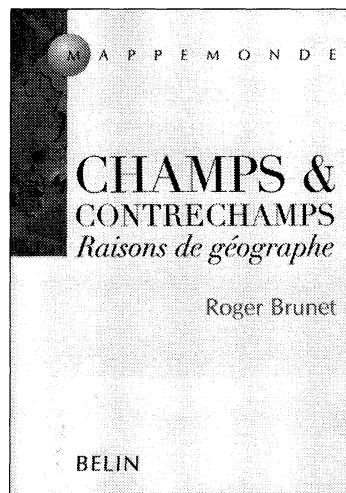 MAPPEMONDE
CHAMPS &
CONTRECHAMPS
Raisons de géographe
Roger Brunet
BELIN